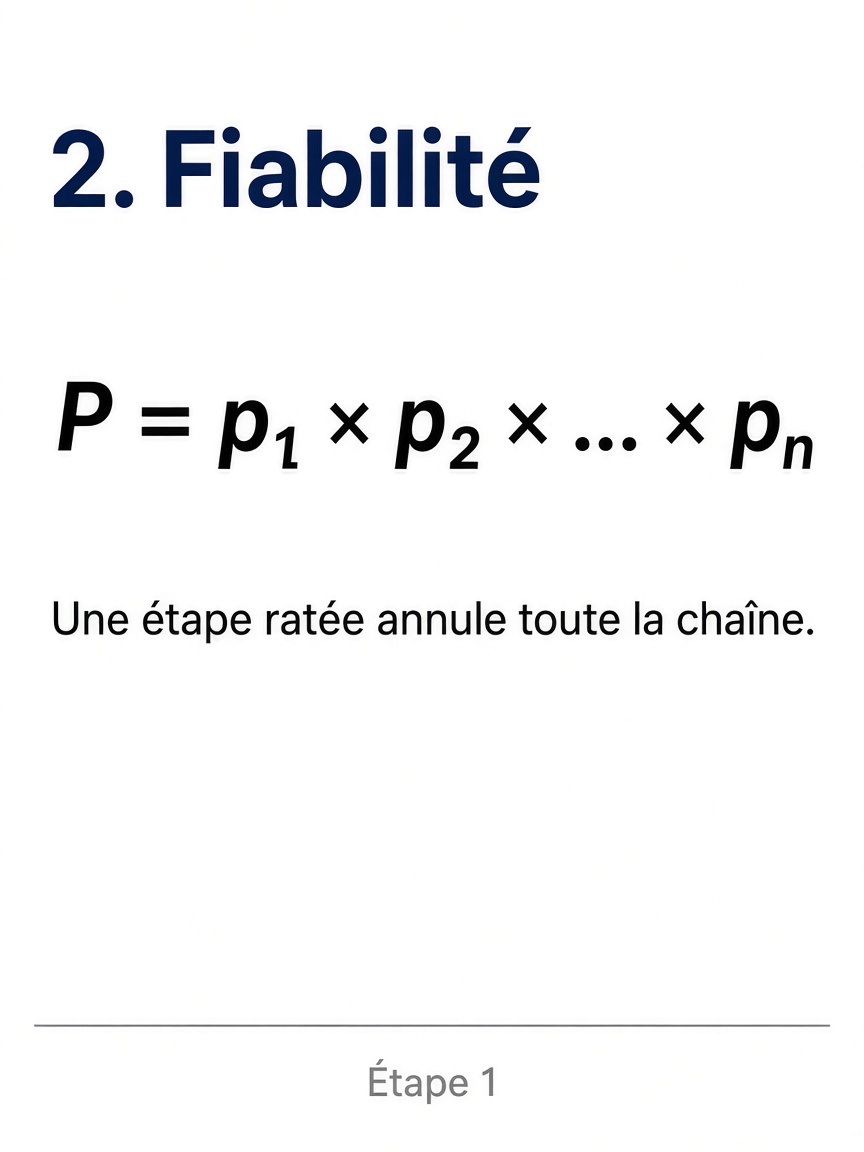 2. Fiabilité
P = p₁ × p₂ × ... × pₙ
Une étape ratée annule toute la chaîne.
Étape 1